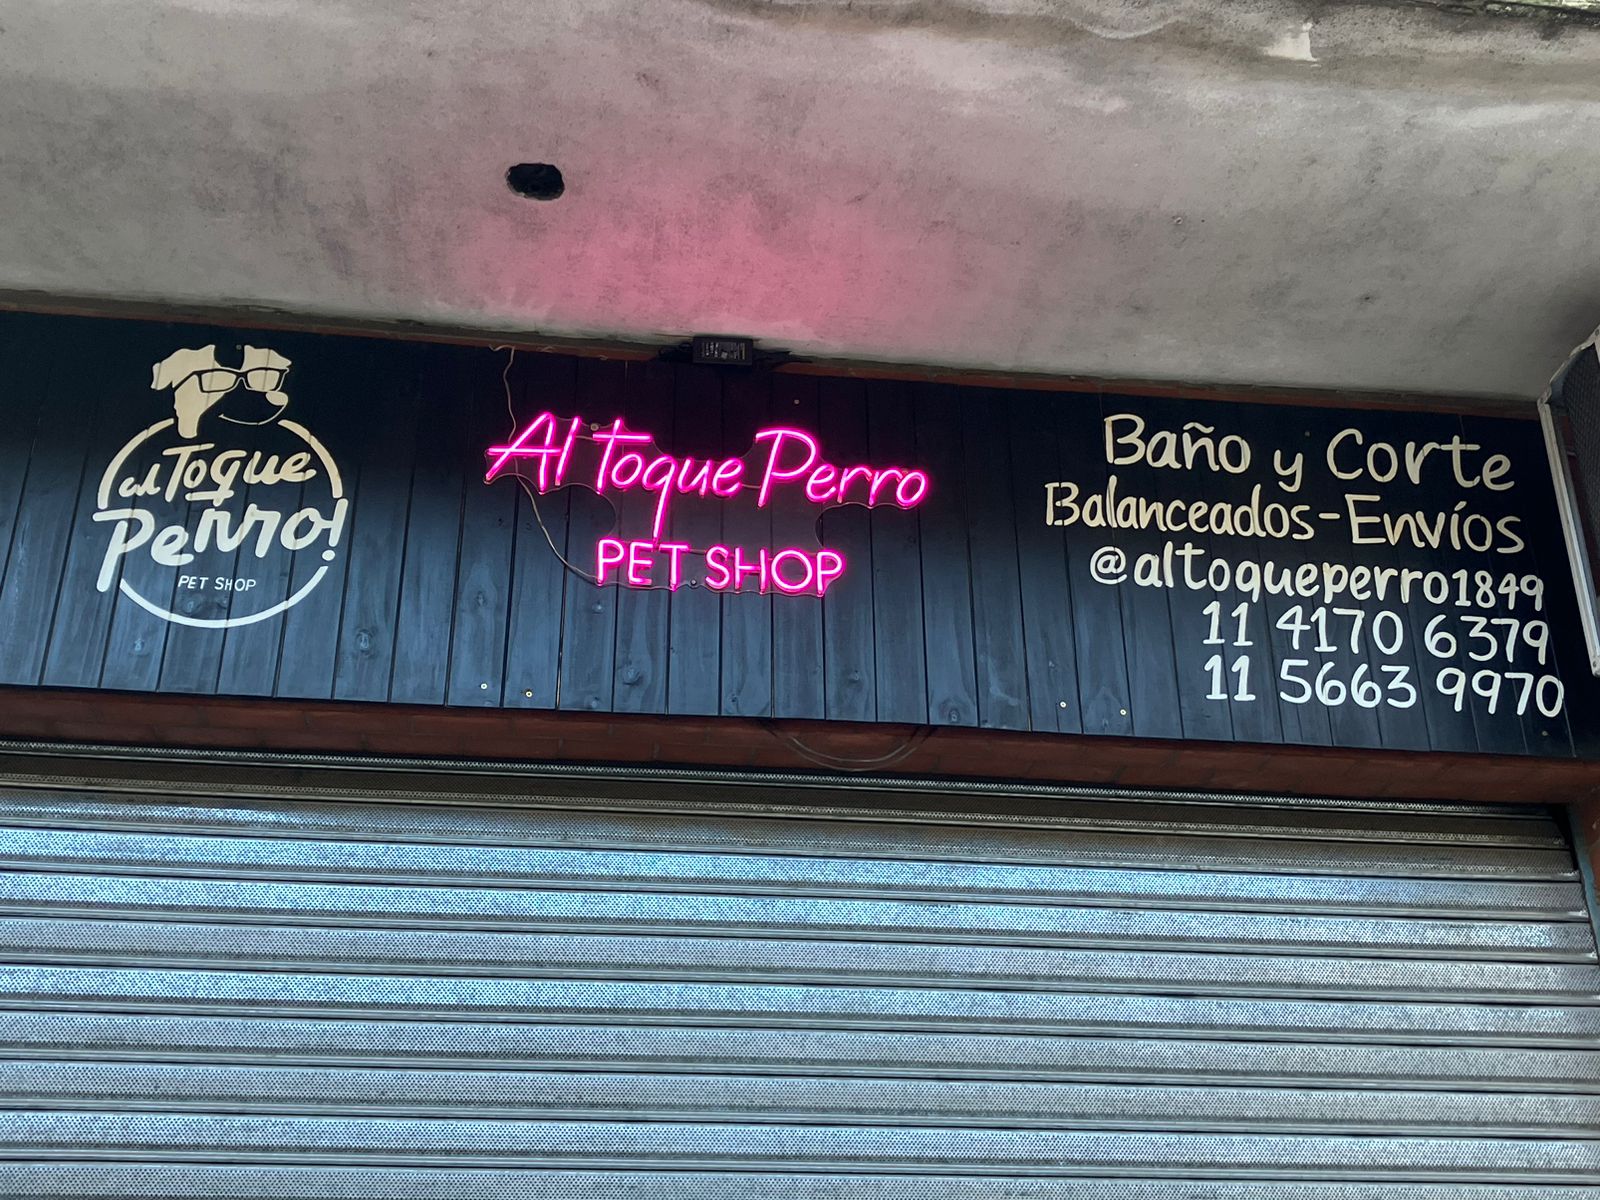 al Toque
Perro!
PET SHOP
Al Toque Perro
PET SHOP
Baño y Corte
Balanceados-Envíos
@altoqueperro1849
11 4170 6379
11 5663 9970